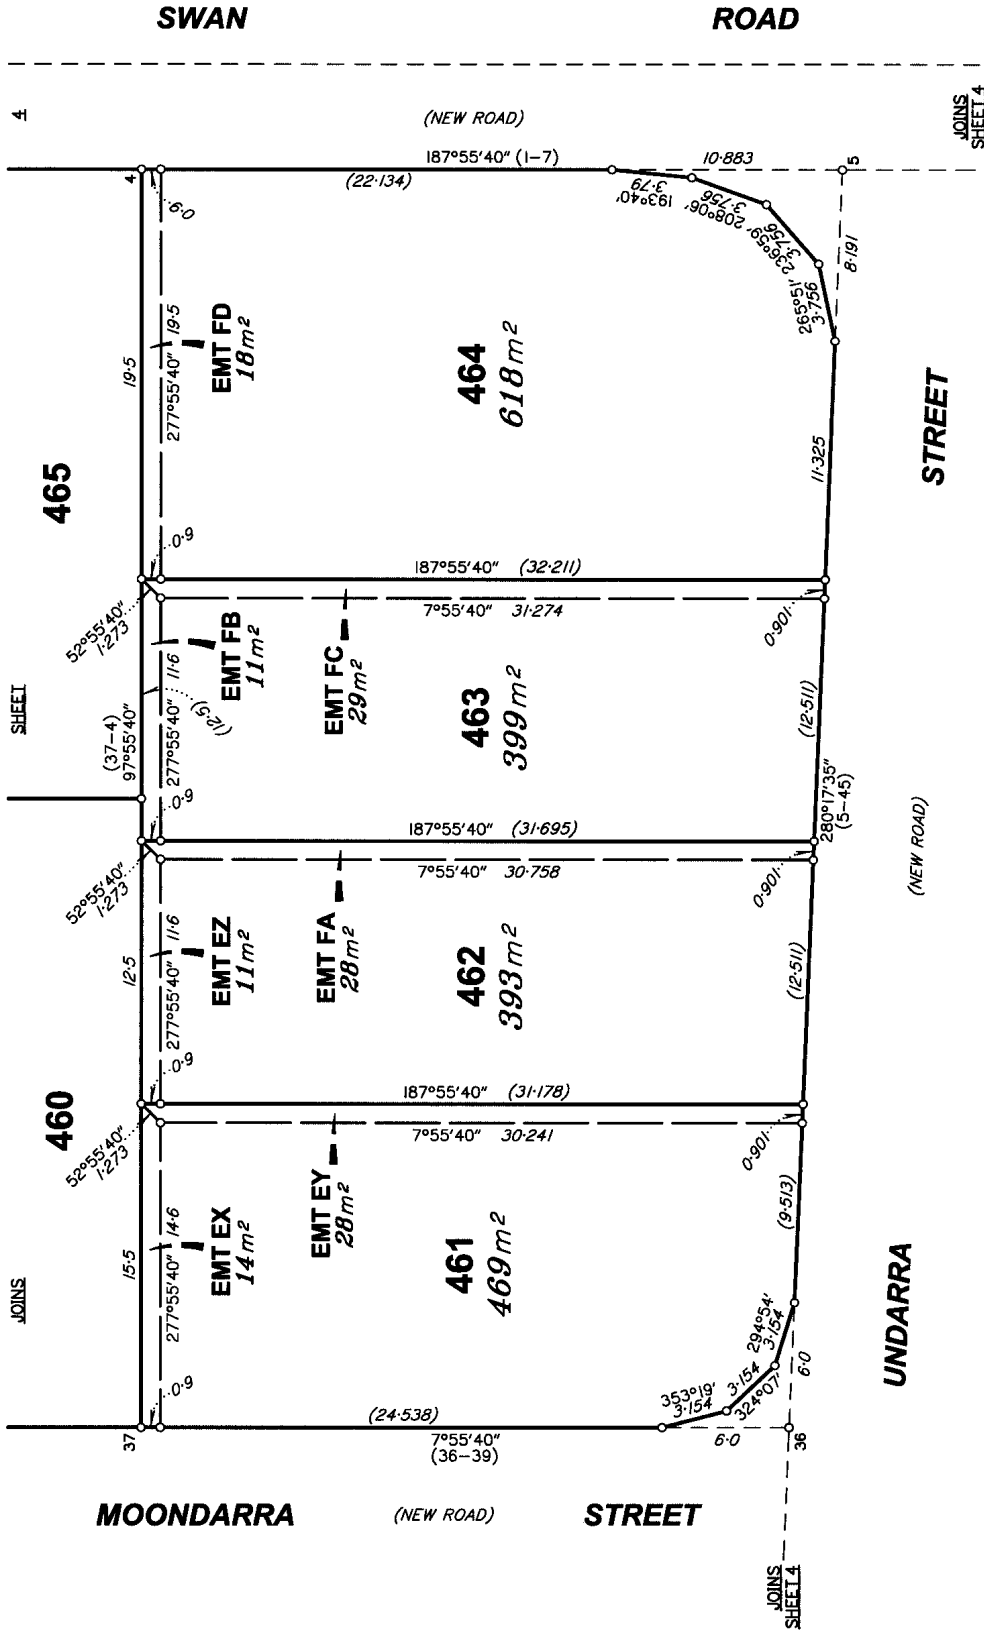 SWAN
ROAD
4
(NEW ROAD)
JOINS
SHEET 4
4
187°55'40" (1–7)
10·883
5
(22·134)
0·9
3·79
193°40'
3·756
208°06'
3·756
236°59'
3·756
265°51'
8·191
465
19·5
277°55'40" 19·5
EMT FD
18m²
464
618m²
11·325
STREET
0·9
187°55'40" (32·211)
52°55'40"
1·273
7°55'40" 31·274
0·901
SHEET
(37–4)
97°55'40"
(12·5)
277°55'40" 11·6
EMT FB
11m²
EMT FC
29m²
463
399m²
(12·511)
0·9
187°55'40" (31·695)
280°17'35"
(5–45)
(NEW ROAD)
52°55'40"
1·273
7°55'40" 30·758
0·901
12·5
277°55'40" 11·6
EMT EZ
11m²
EMT FA
28m²
462
393m²
(12·511)
460
0·9
187°55'40" (31·178)
52°55'40"
1·273
7°55'40" 30·241
0·901
JOINS
15·5
277°55'40" 14·6
EMT EX
14m²
EMT EY
28m²
461
469m²
(9·513)
UNDARRA
294°54'
3·154
6·0
3·154
324°07'
353°19'
3·154
0·9
(24·538)
37
7°55'40"
(36–39)
6·0
36
MOONDARRA
(NEW ROAD)
STREET
JOINS
SHEET 4